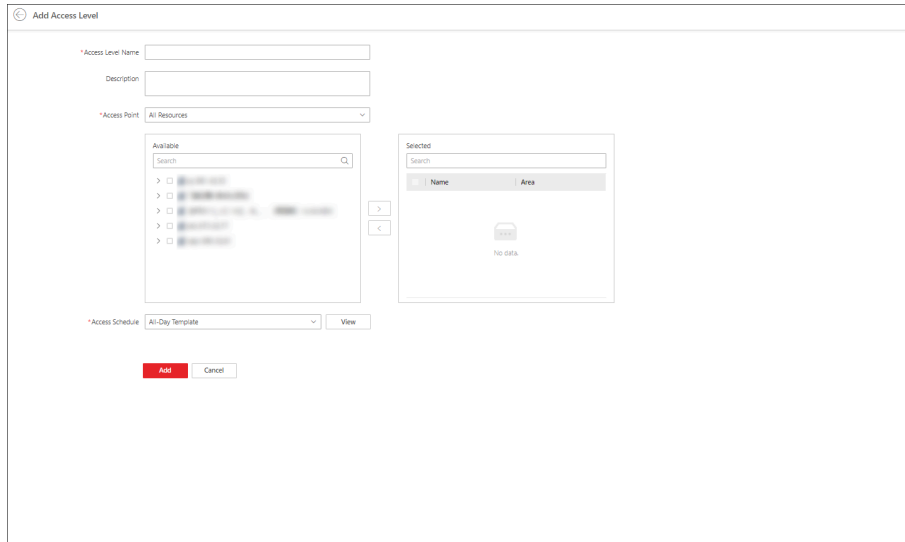 Add Access Level
*Access Level Name
Description
*Access Point All Resources
Available
Search
Selected
Search
Name Area
No data.
*Access Schedule All-Day Template View
Add Cancel